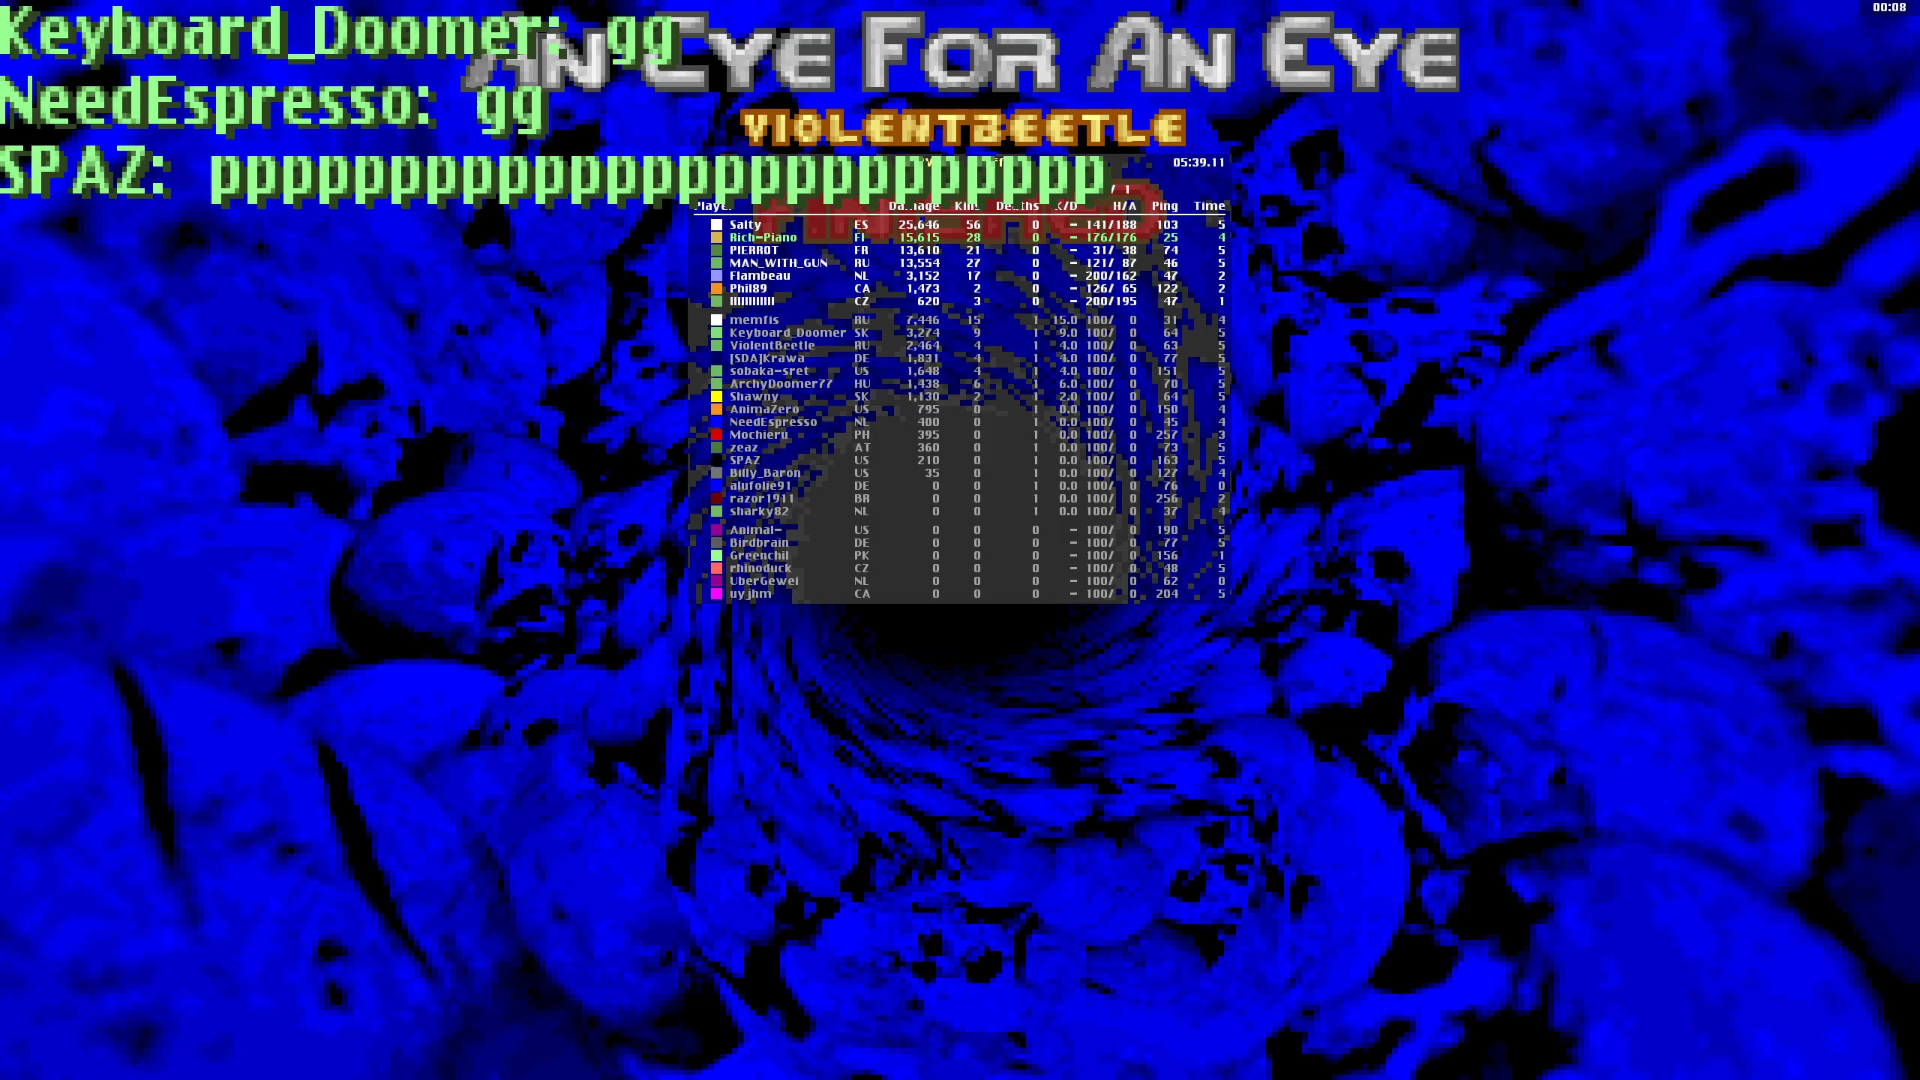 00:08
Keyboard_Doomer: gg
An Eye For An Eye
NeedEspresso: gg
VIOLENTBEETLE
SPAZ: ppppppppppppppppppppppppp
05:39.11
/ 1
Player Damage Kills Deaths K/D H/A Ping Time
Salty ES 25,646 56 0 - 141/188 103 5
Rich-Piano FI 15,615 28 0 - 176/176 25 4
PIERROT FR 13,610 21 0 - 31/ 38 74 5
MAN_WITH_GUN RU 13,554 27 0 - 121/ 87 46 5
Flambeau NL 3,152 17 0 - 200/162 47 2
Phil89 CA 1,473 2 0 - 126/ 65 122 2
CZ 620 3 0 - 200/195 47 1
memfis RU 7,446 15 1 15.0 100/ 0 31 4
Keyboard_Doomer SK 3,274 9 1 9.0 100/ 0 64 5
ViolentBeetle RU 2,464 4 1 4.0 100/ 0 63 5
[SDA]Krawa DE 1,831 4 1 4.0 100/ 0 77 5
sobaka-sret US 1,648 4 1 4.0 100/ 0 151 5
ArchyDoomer77 HU 1,438 6 1 6.0 100/ 0 70 5
Shawny SK 1,130 2 1 2.0 100/ 0 64 5
AnimaZero US 795 0 1 0.0 100/ 0 150 4
NeedEspresso NL 400 0 1 0.0 100/ 0 45 4
Mochieru PH 395 0 1 0.0 100/ 0 257 3
zeaz AT 360 0 1 0.0 100/ 0 73 5
SPAZ US 210 0 1 0.0 100/ 0 163 5
Billy_Baron US 35 0 1 0.0 100/ 0 127 4
alufolie91 DE 0 0 1 0.0 100/ 0 76 0
razor1911 BR 0 0 1 0.0 100/ 0 256 2
sharky82 NL 0 0 1 0.0 100/ 0 37 4
Animal- US 0 0 0 - 100/ 0 190 5
Birdbrain DE 0 0 0 - 100/ 0 77 5
Greenchil PK 0 0 0 - 100/ 0 156 1
rhinoduck CZ 0 0 0 - 100/ 0 48 5
UberGewei NL 0 0 0 - 100/ 0 62 0
uyjhm CA 0 0 0 - 100/ 0 204 5